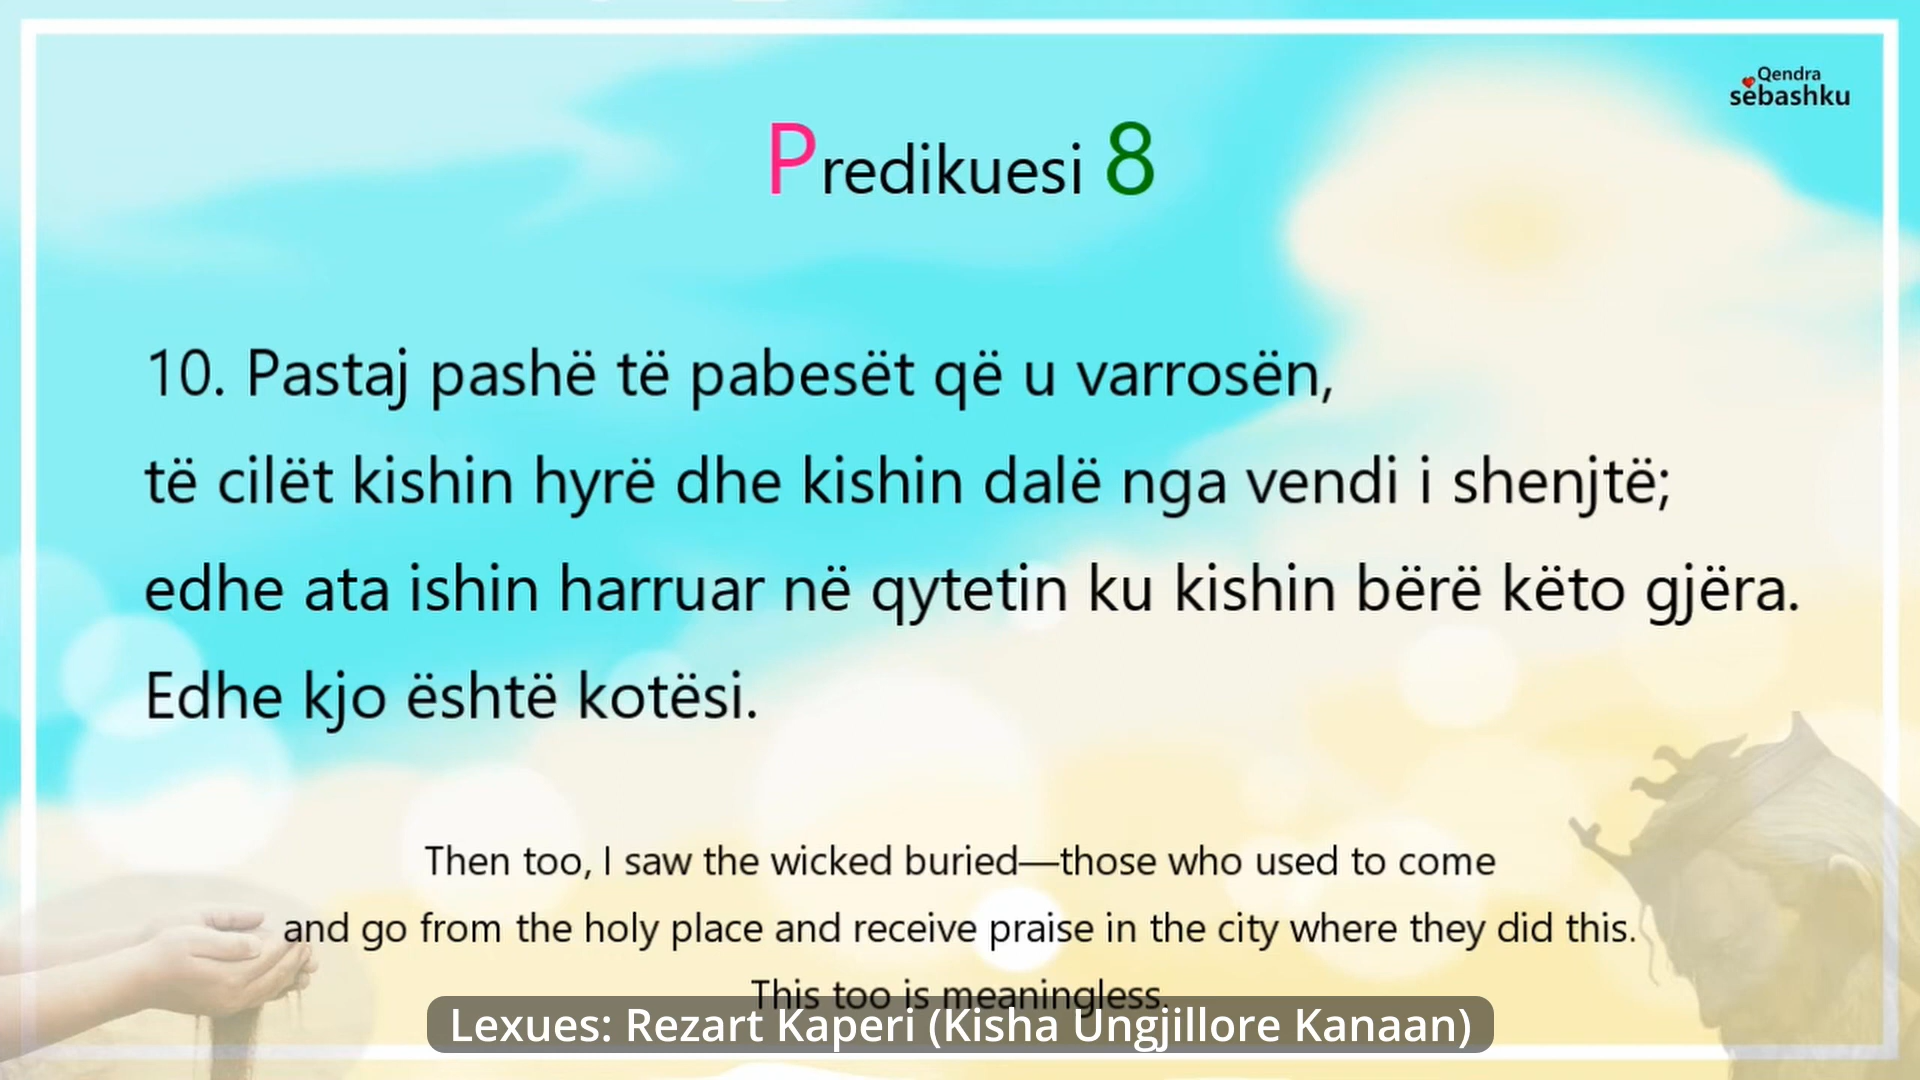 Qendra
sëbashku
Predikuesi 8
10. Pastaj pashë të pabesët që u varrosën,
të cilët kishin hyrë dhe kishin dalë nga vendi i shenjtë;
edhe ata ishin harruar në qytetin ku kishin bërë këto gjëra.
Edhe kjo është kotësi.
Then too, I saw the wicked buried—those who used to come
and go from the holy place and receive praise in the city where they did this.
This too is meaningless.
Lexues: Rezart Kaperi (Kisha Ungjillore Kanaan)